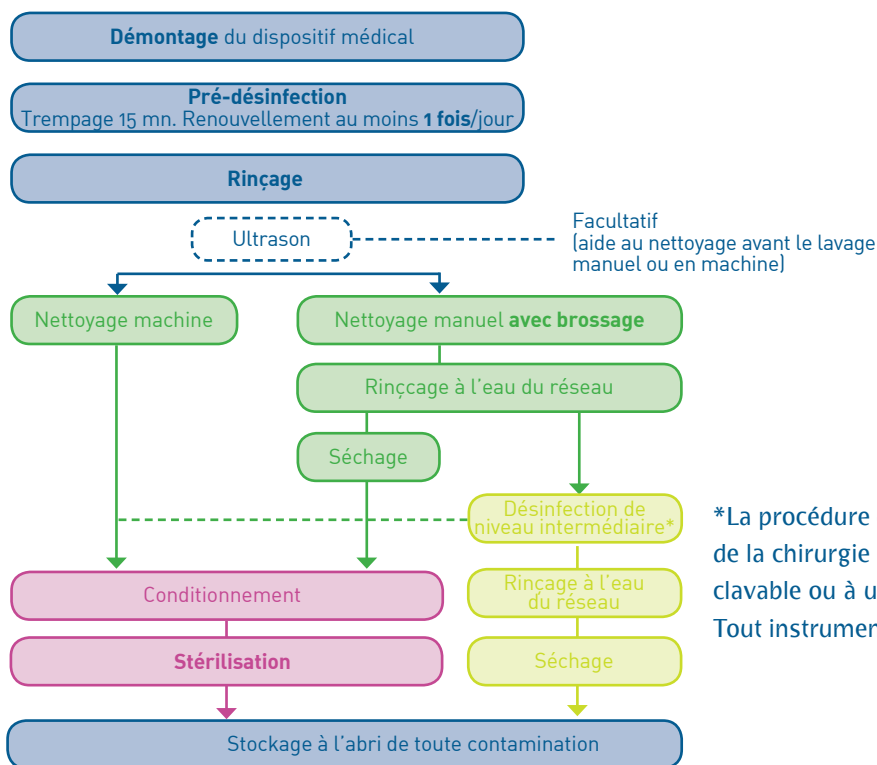 Démontage du dispositif médical
Pré-désinfection
Trempage 15 mn. Renouvellement au moins 1 fois/jour
Rinçage
Ultrason
Facultatif
(aide au nettoyage avant le lavage
manuel ou en machine)
Nettoyage machine
Nettoyage manuel avec brossage
Rinçcage à l'eau du réseau
Séchage
Désinfection de
niveau intermédiaire*
*La procédure
de la chirurgie
clavable ou à u
Tout instrumen
Conditionnement
Rinçage à l'eau
du réseau
Stérilisation
Séchage
Stockage à l'abri de toute contamination